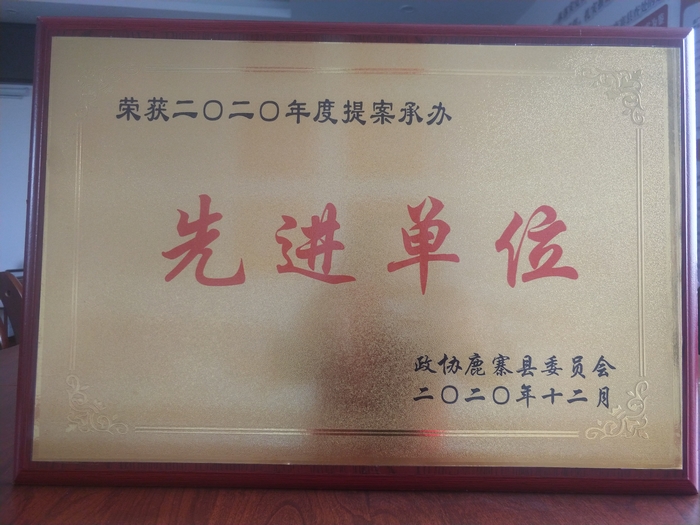 荣获二〇二〇年度提案承办
先进单位
政协鹿寨县委员会
二〇二〇年十二月